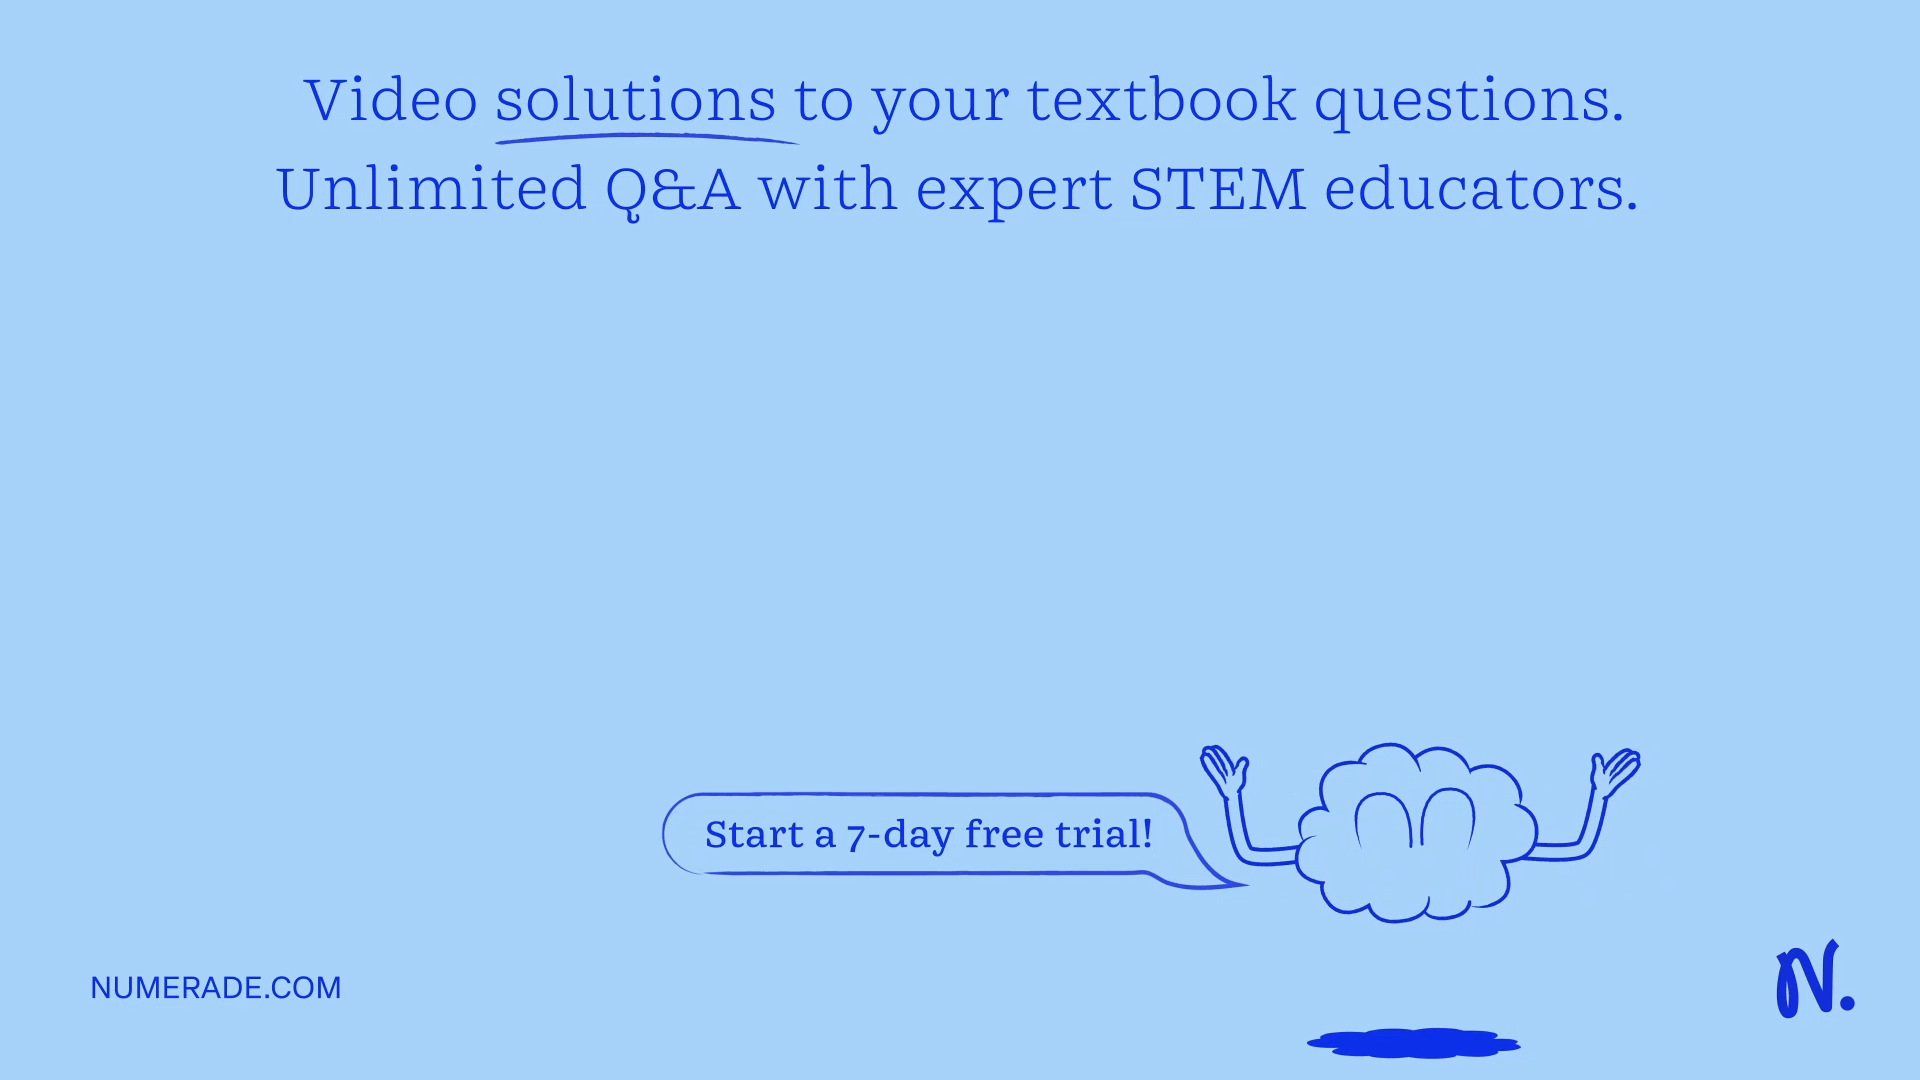 Video solutions to your textbook questions.
Unlimited Q&A with expert STEM educators.
Start a 7-day free trial!
NUMERADE.COM
N.